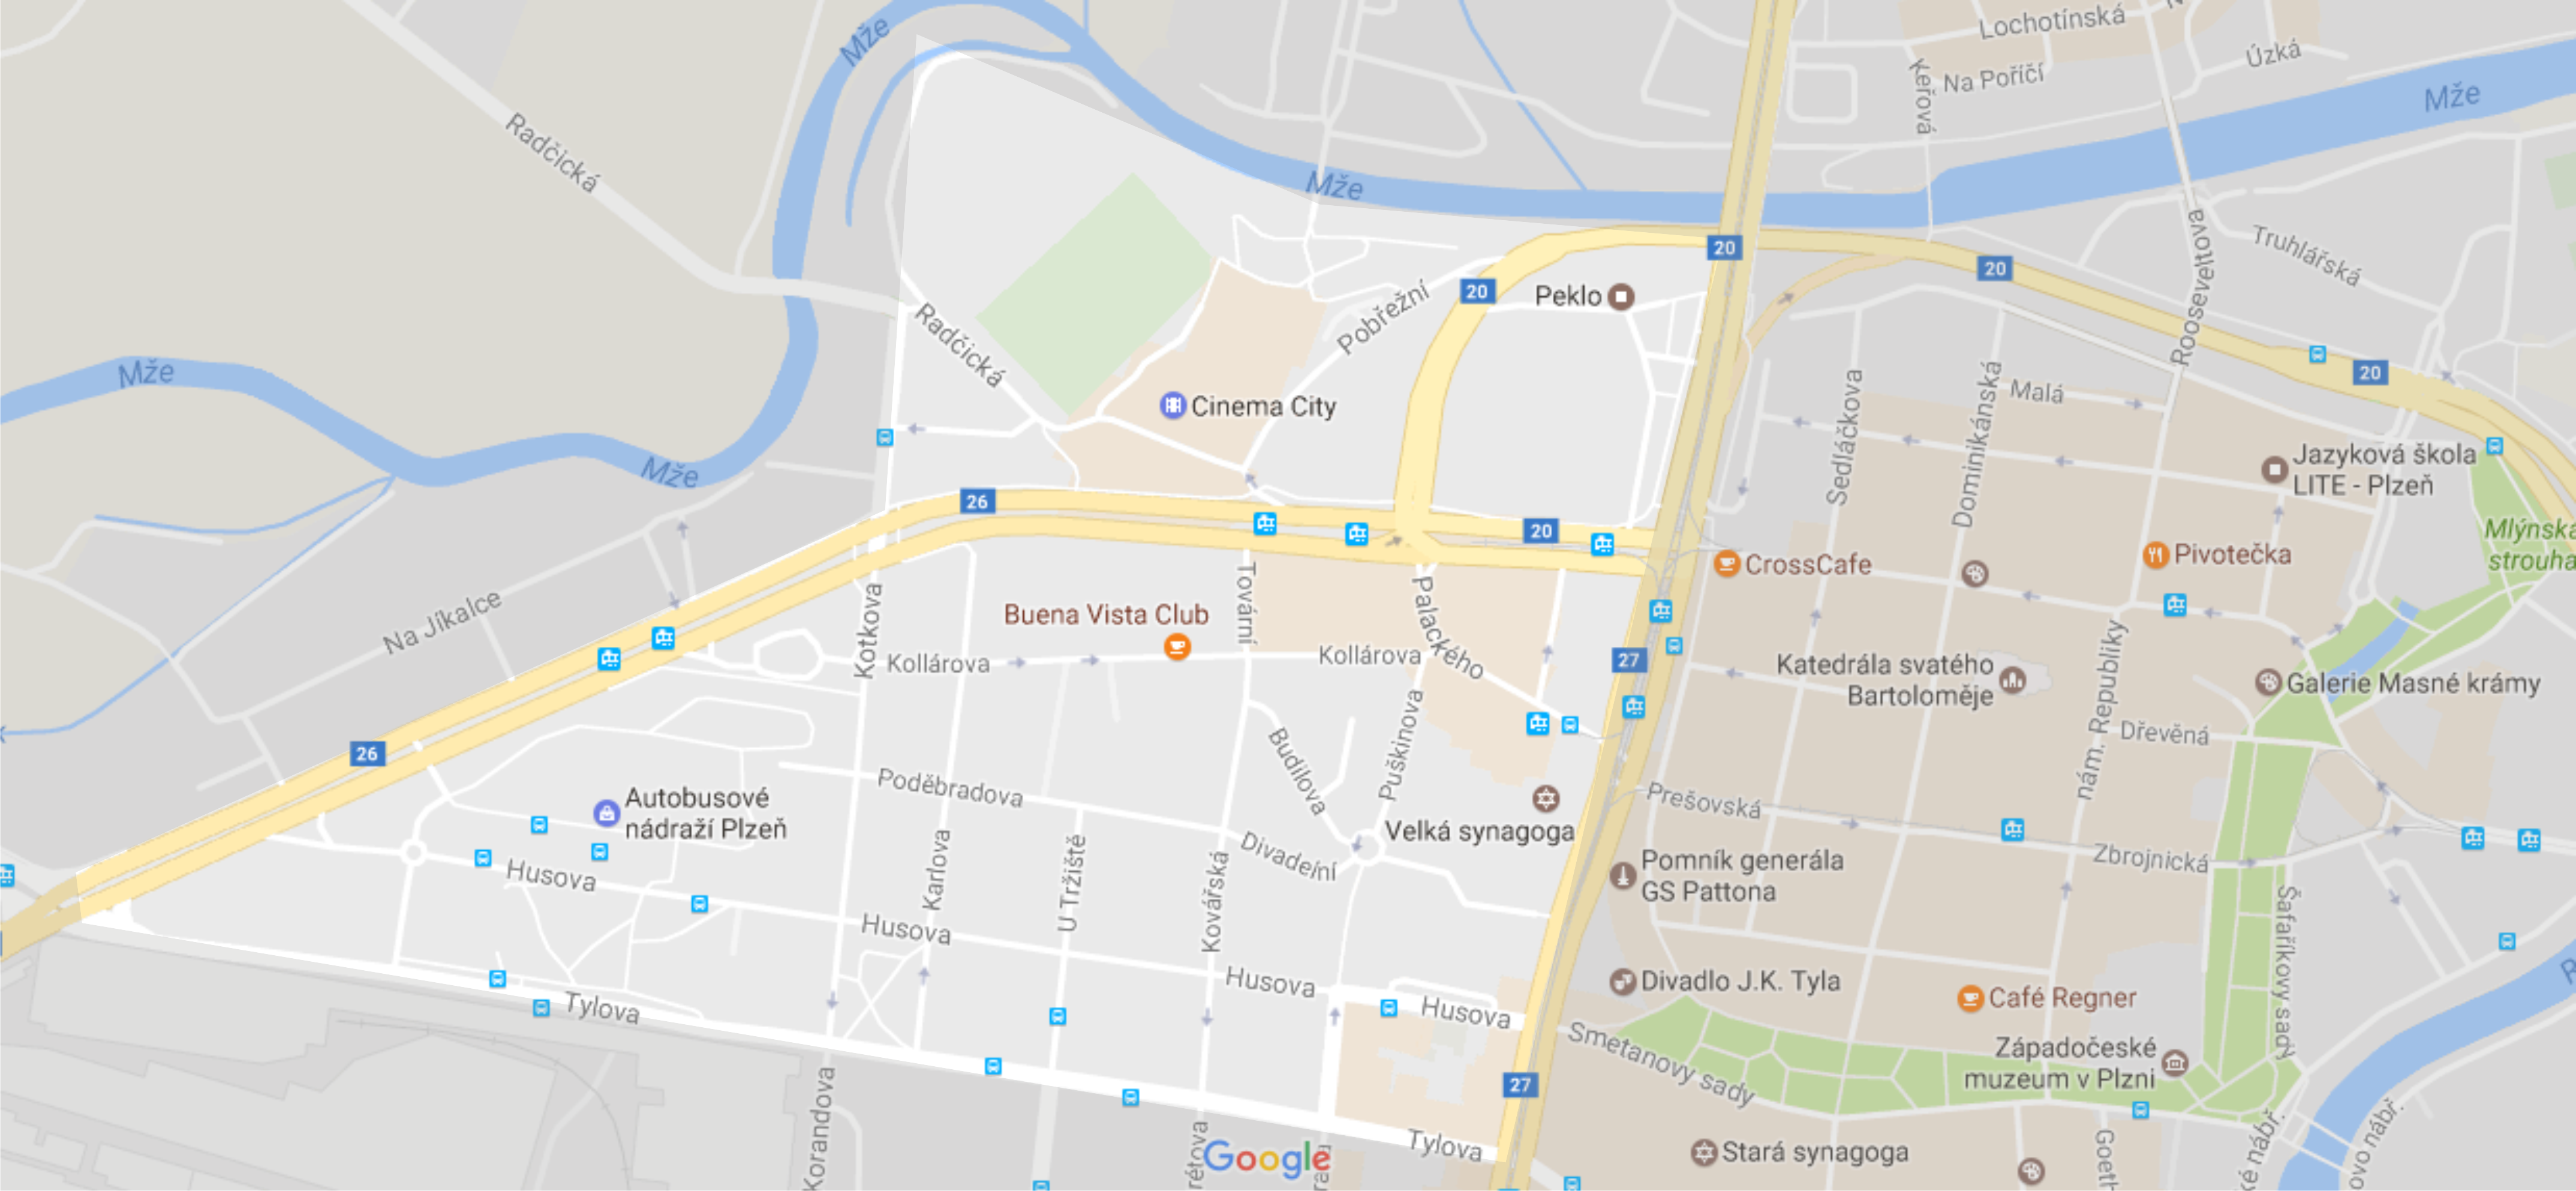 Mže
Lochotínská
Úzká
Na Poříčí
Keřová
Mže
Radčická
Mže
Roosveltova
Truhlářská
20
20
20
Peklo
Pobřežní
Radčická
Mže
20
Malá
Sedláčkova
Dominikánská
Cinema City
Jazyková škola
LITE - Plzeň
Mže
26
20
Mlýnská
strouha
CrossCafe
Pivotečka
Tovární
Palackého
Kotkova
Na Jíkalce
Buena Vista Club
Kollárova
Kollárova
27
Katedrála svatého
Bartoloměje
nám. Republiky
Galerie Masné krámy
Dřevěná
26
Budilova
Puškinova
Poděbradova
Autobusové
nádraží Plzeň
Prešovská
Velká synagoga
Divadelní
Zbrojnická
Husova
Karlova
U Tržiště
Kovářská
Pomník generála
GS Pattona
Šafaříkovy sady
Husova
Husova
Divadlo J.K. Tyla
Café Regner
Tylova
Husova
Smetanovy sady
Západočeské
muzeum v Plzni
27
Korandova
Tylova
Google
Stará synagoga